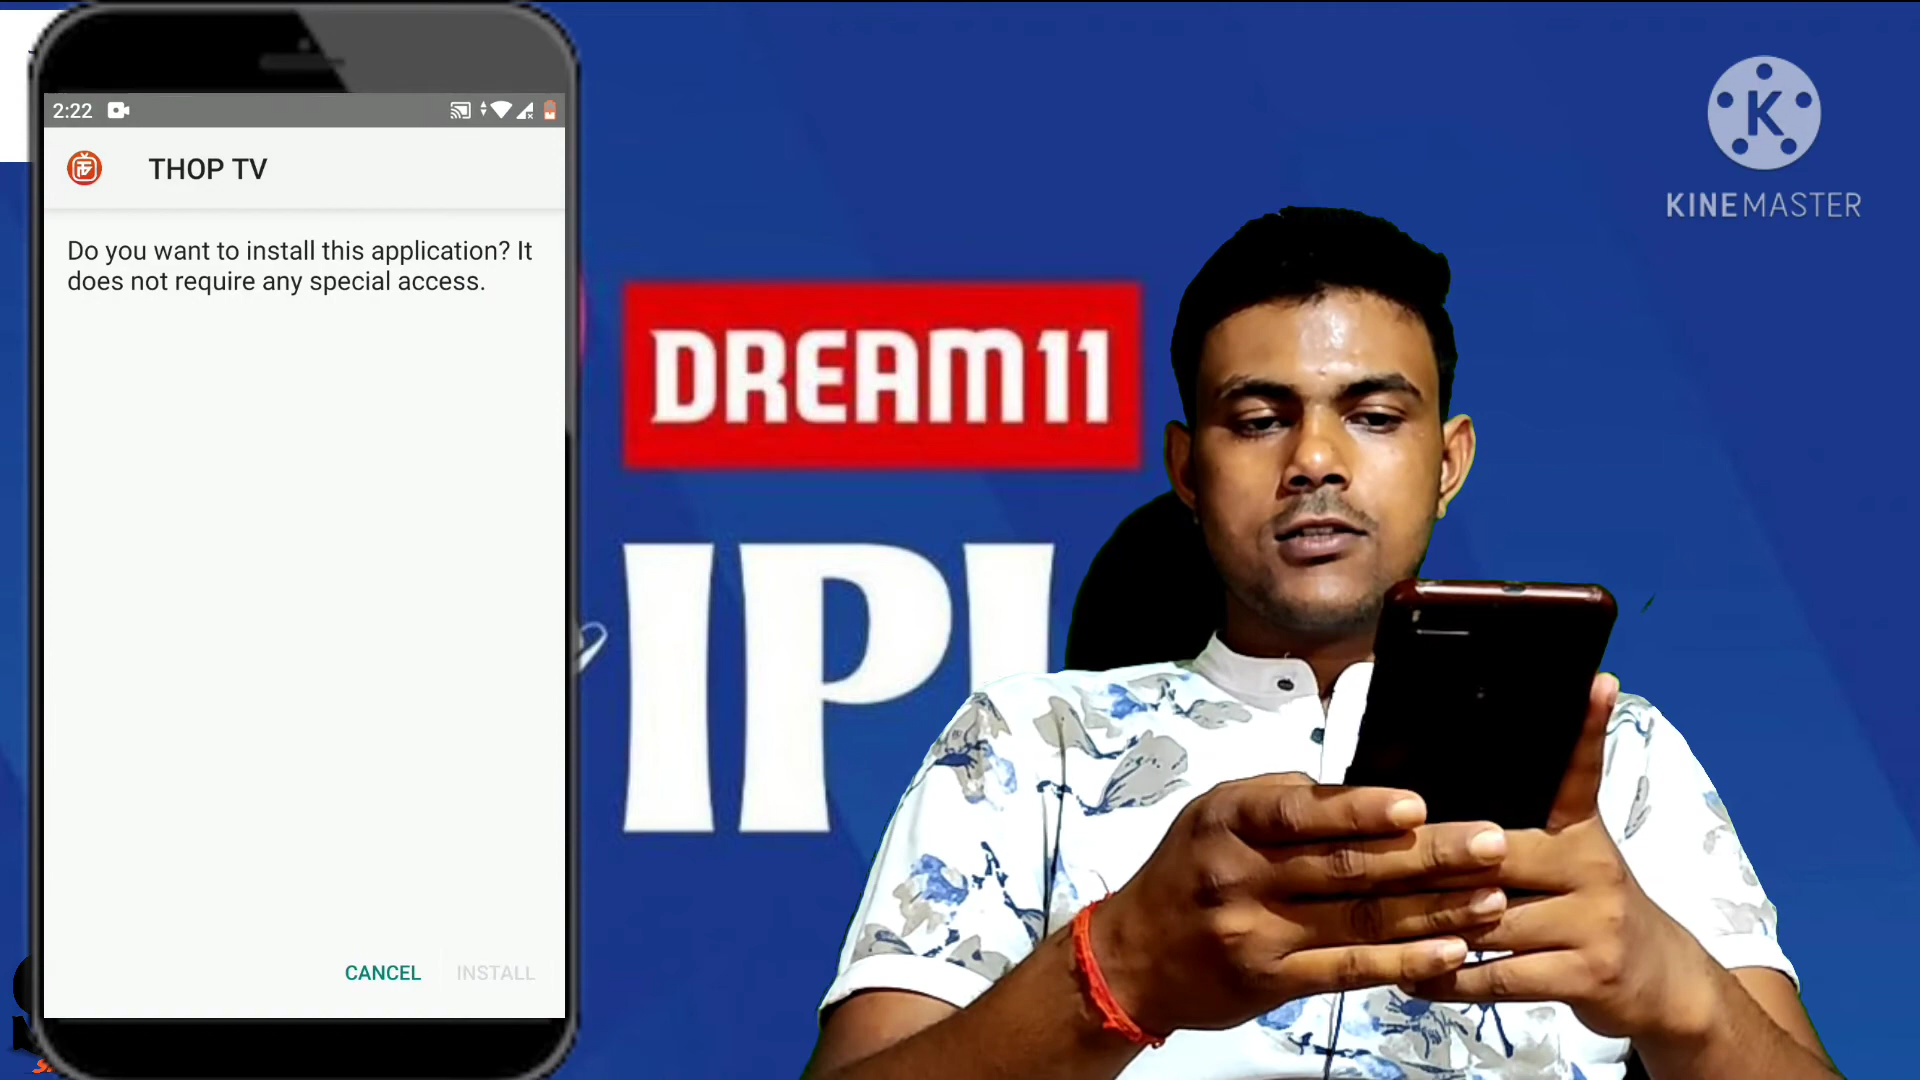 2:22
THOP TV
Do you want to install this application? It
does not require any special access.
CANCEL
INSTALL
DREAM11
IPL
K
KINEMASTER